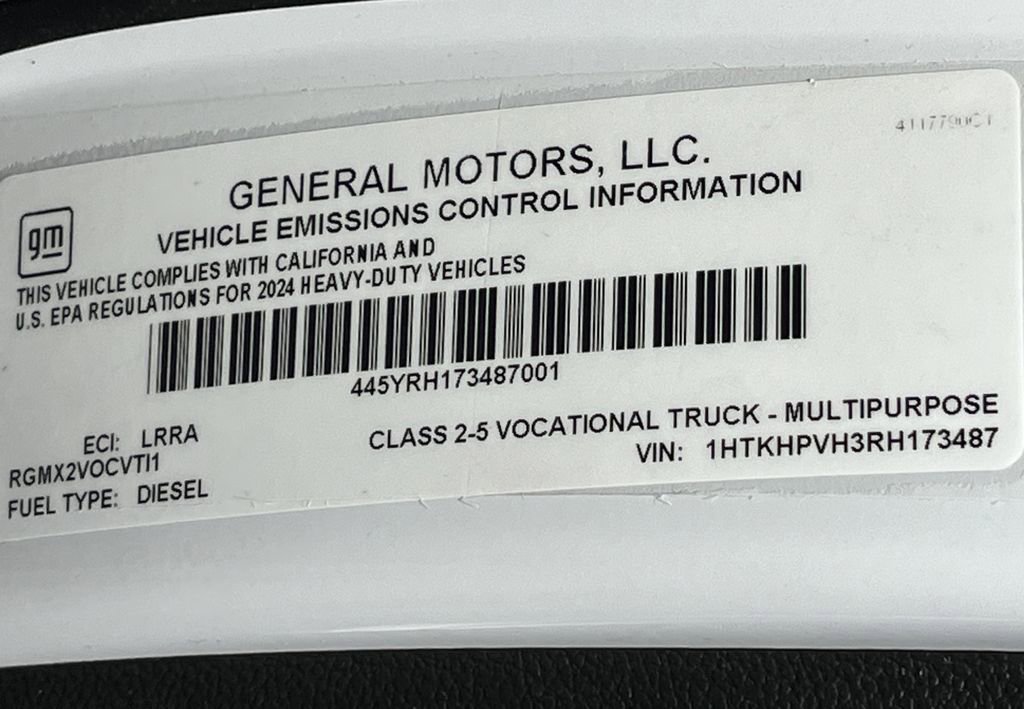 GENERAL MOTORS, LLC.
VEHICLE EMISSIONS CONTROL INFORMATION
gm
THIS VEHICLE COMPLIES WITH CALIFORNIA AND
U.S. EPA REGULATIONS FOR 2024 HEAVY-DUTY VEHICLES
445YRH173487001
ECI: LRRA
RGMX2VOCVTI1
FUEL TYPE: DIESEL
CLASS 2-5 VOCATIONAL TRUCK - MULTIPURPOSE
VIN: 1HTKHPVH3RH173487